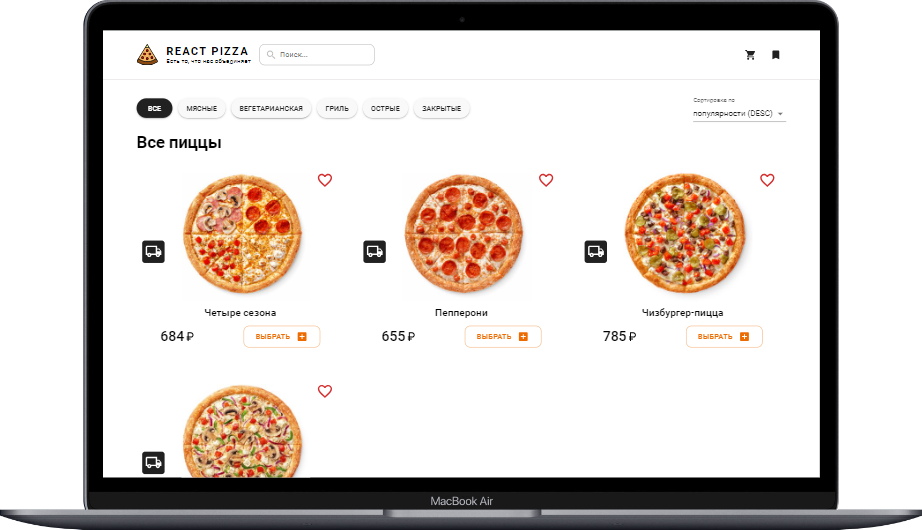 REACT PIZZA
Есть то, что нас объединяет
Поиск...
ВСЕ
МЯСНЫЕ
ВЕГЕТАРИАНСКАЯ
ГРИЛЬ
ОСТРЫЕ
ЗАКРЫТЫЕ
Сортировка по
популярности (DESC)
Все пиццы
Четыре сезона
Пепперони
Чизбургер-пицца
684 ₽
ВЫБРАТЬ
655 ₽
ВЫБРАТЬ
785 ₽
ВЫБРАТЬ
MacBook Air